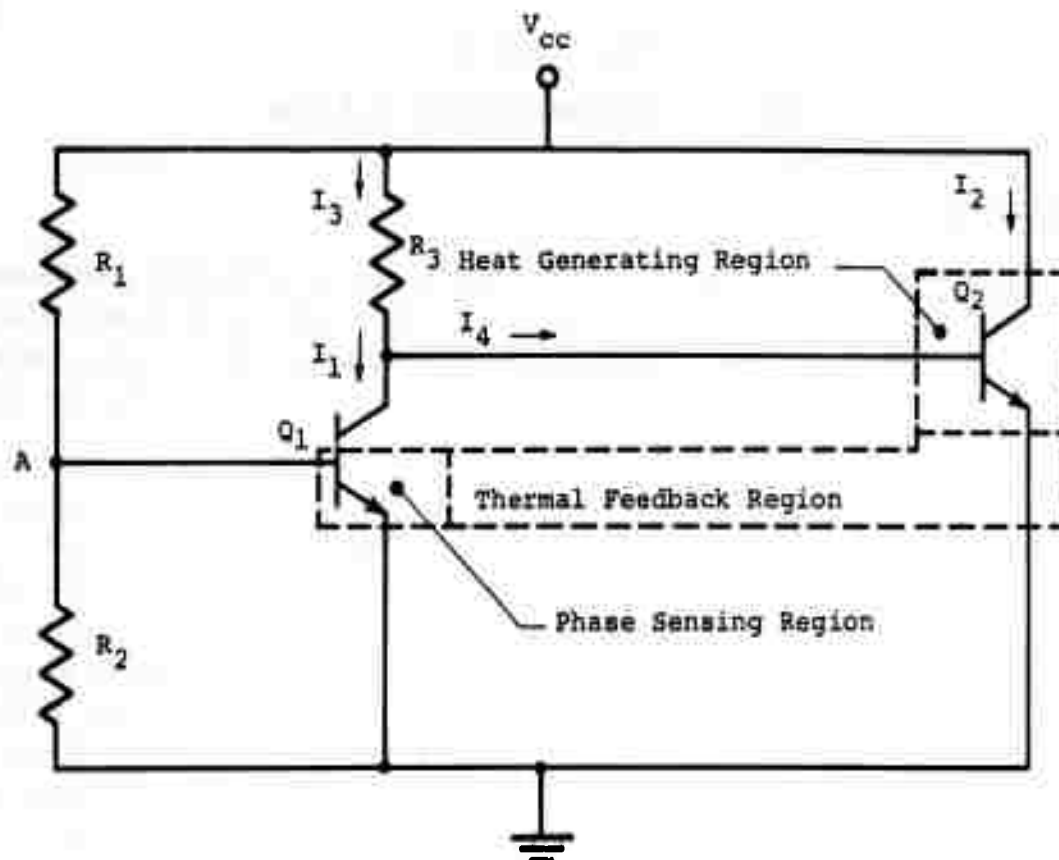 Vcc
I3
I2
R1
R3
Heat Generating Region
Q2
I4
I1
Q1
A
Thermal Feedback Region
Phase Sensing Region
R2